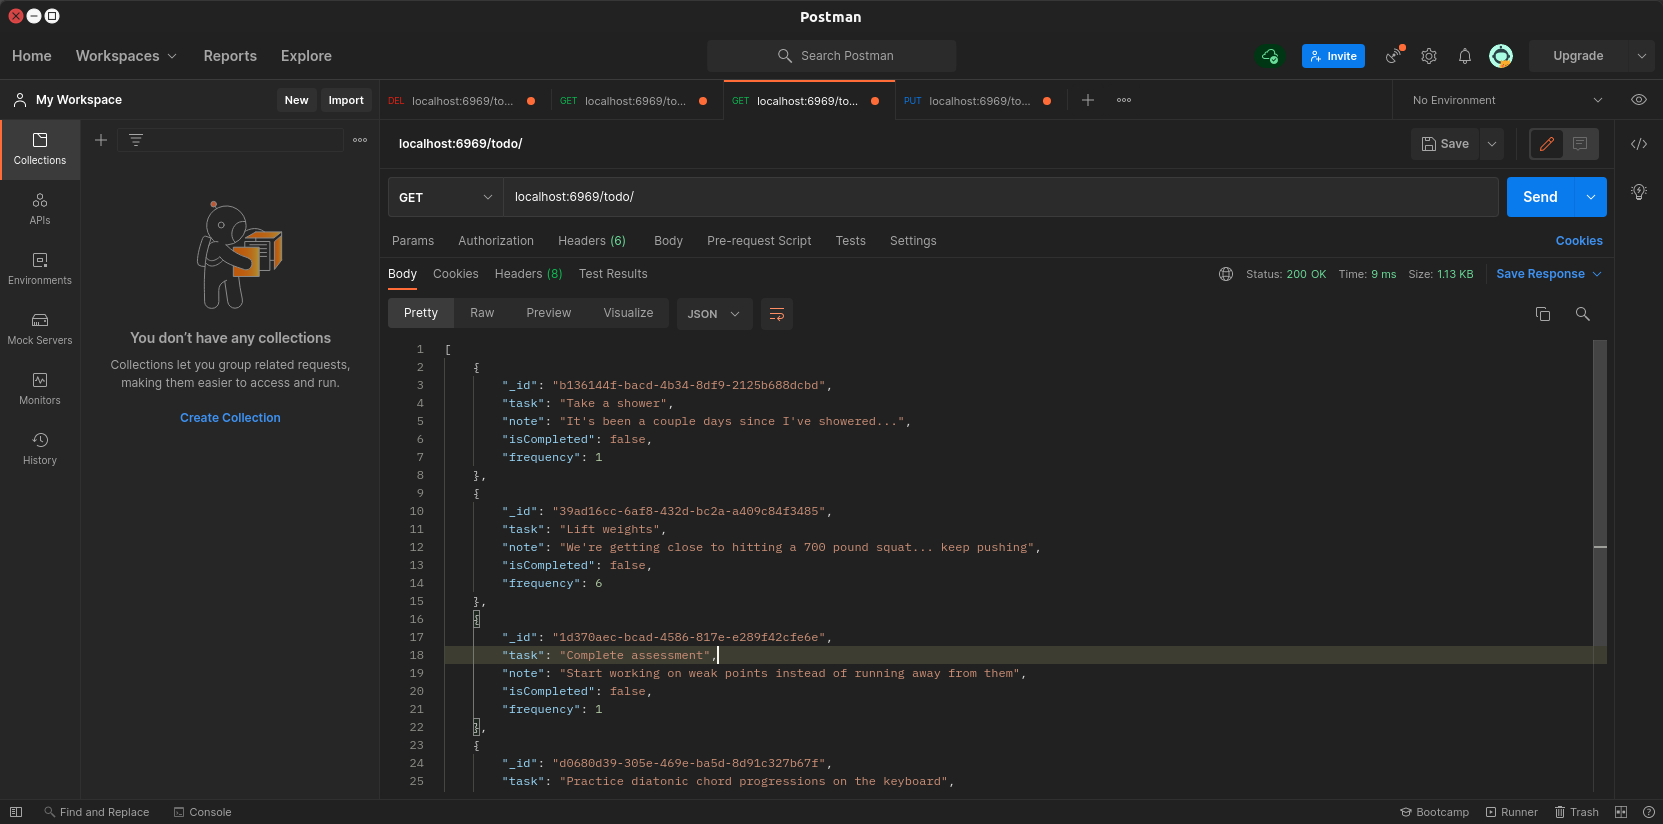 Postman
Home Workspaces Reports Explore Search Postman Invite Upgrade
My Workspace New Import DEL localhost:6969/to... GET localhost:6969/to... GET localhost:6969/to... PUT localhost:6969/to... No Environment
Collections
APIs
Environments
Mock Servers
Monitors
History
You don't have any collections
Collections let you group related requests,
making them easier to access and run.
Create Collection
localhost:6969/todo/ Save
GET localhost:6969/todo/ Send
Params Authorization Headers (6) Body Pre-request Script Tests Settings Cookies
Body Cookies Headers (8) Test Results Status: 200 OK Time: 9 ms Size: 1.13 KB Save Response
Pretty Raw Preview Visualize JSON
1 [
2 {
3 "_id": "b136144f-bacd-4b34-8df9-2125b688dcbd",
4 "task": "Take a shower",
5 "note": "It's been a couple days since I've showered...",
6 "isCompleted": false,
7 "frequency": 1
8 },
9 {
10 "_id": "39ad16cc-6af8-432d-bc2a-a409c84f3485",
11 "task": "Lift weights",
12 "note": "We're getting close to hitting a 700 pound squat... keep pushing",
13 "isCompleted": false,
14 "frequency": 6
15 },
16 {
17 "_id": "1d370aec-bcad-4586-817e-e289f42cfe6e",
18 "task": "Complete assessment",
19 "note": "Start working on weak points instead of running away from them",
20 "isCompleted": false,
21 "frequency": 1
22 },
23 {
24 "_id": "d0680d39-305e-469e-ba5d-8d91c327b67f",
25 "task": "Practice diatonic chord progressions on the keyboard",
Find and Replace Console Bootcamp Runner Trash